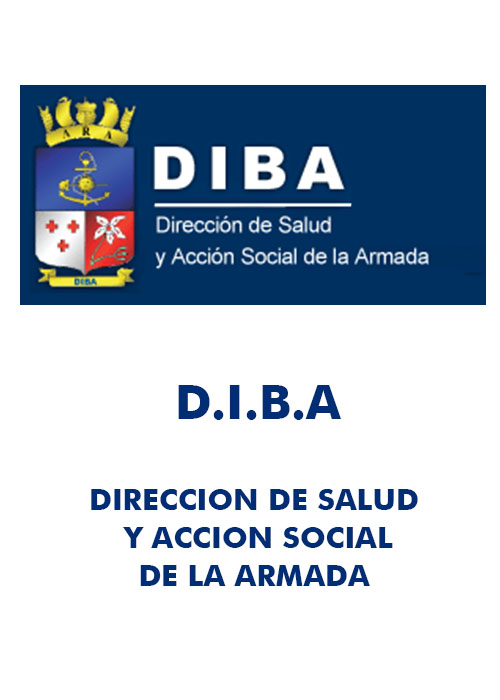 ARA
DIBA
Dirección de Salud
y Acción Social de la Armada
DIBA
D.I.B.A
DIRECCION DE SALUD
Y ACCION SOCIAL
DE LA ARMADA